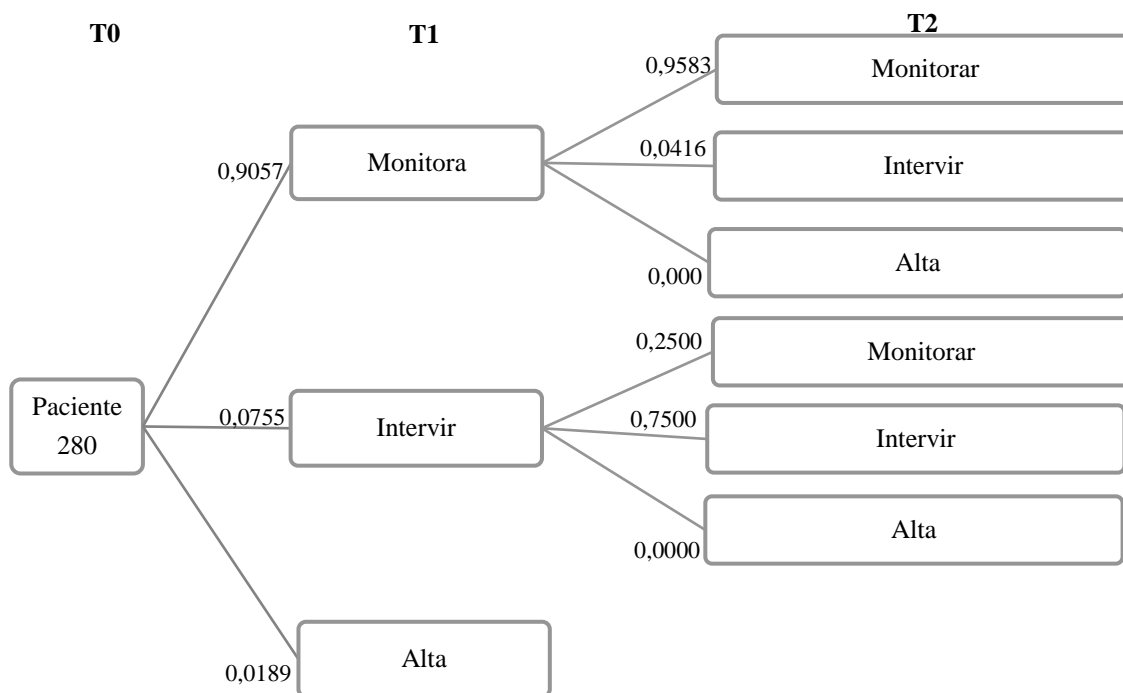 T0
T1
T2
0,9583
Monitorar
0,9057
Monitora
0,0416
Intervir
0,000
Alta
0,2500
Monitorar
Paciente
280
0,0755
Intervir
0,7500
Intervir
0,0000
Alta
0,0189
Alta